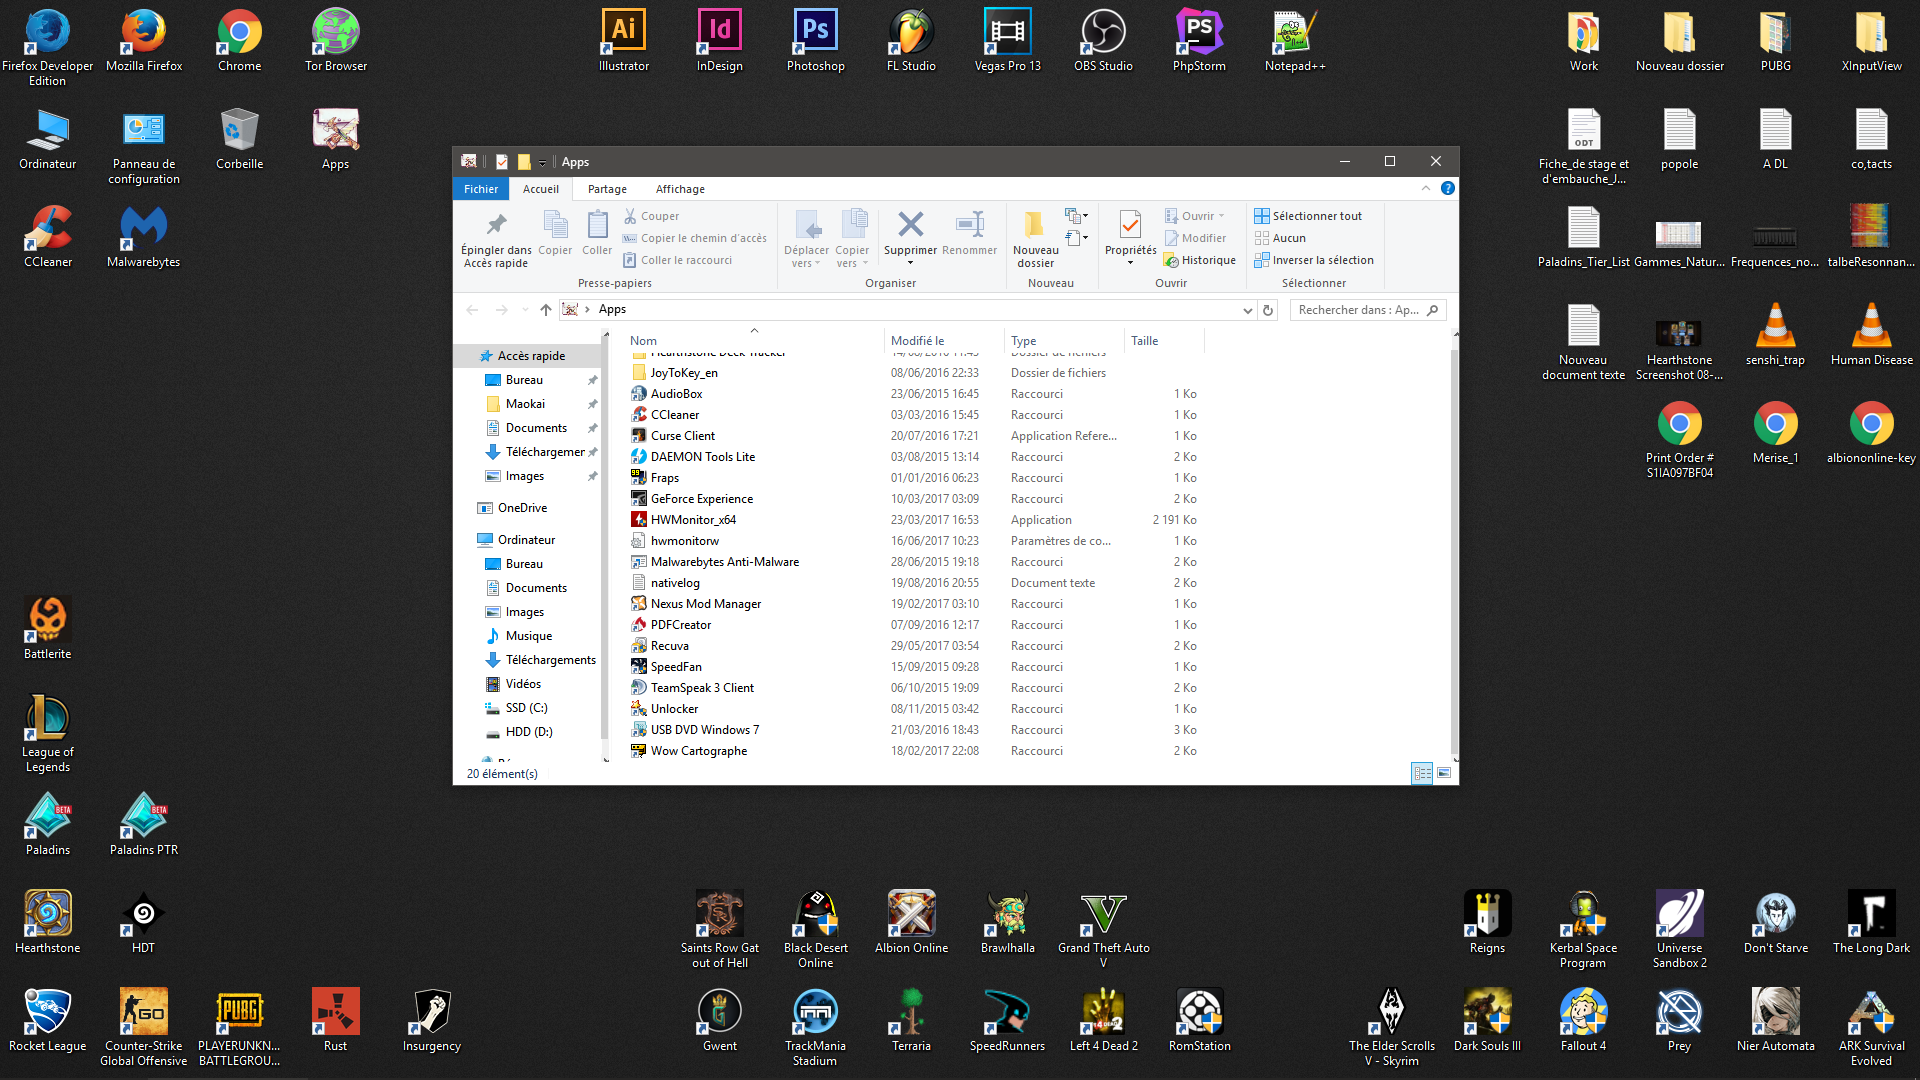 Firefox Developer
Edition
Mozilla Firefox
Chrome
Tor Browser
Illustrator
InDesign
Photoshop
FL Studio
Vegas Pro 13
OBS Studio
PhpStorm
Notepad++
Work
Nouveau dossier
PUBG
XInputView
Ordinateur
Panneau de
configuration
Corbeille
Apps
Fiche_de stage et
d'embauche_J...
popole
A DL
co,tacts
CCleaner
Malwarebytes
Paladins_Tier_List
Gammes_Natur...
Frequences_no...
talbeResonnan...
Nouveau
document texte
Hearthstone
Screenshot 08-...
senshi_trap
Human Disease
Print Order #
S1IA097BF04
Merise_1
albiononline-key
Apps
Fichier
Accueil
Partage
Affichage
Épingler dans
Accès rapide
Copier
Coller
Couper
Copier le chemin d'accès
Coller le raccourci
Presse-papiers
Déplacer
vers
Copier
vers
Supprimer
Renommer
Organiser
Nouveau
dossier
Nouveau
Propriétés
Ouvrir
Modifier
Historique
Ouvrir
Sélectionner tout
Aucun
Inverser la sélection
Sélectionner
Apps
Rechercher dans : Ap...
Accès rapide
Bureau
Maokai
Documents
Téléchargemer
Images
OneDrive
Ordinateur
Bureau
Documents
Images
Musique
Téléchargements
Vidéos
SSD (C:)
HDD (D:)
Nom Modifié le Type Taille
Hearthstone Deck Tracker 14/06/2016 11:45 Dossier de fichiers
JoyToKey_en 08/06/2016 22:33 Dossier de fichiers
AudioBox 23/06/2015 16:45 Raccourci 1 Ko
CCleaner 03/03/2016 15:45 Raccourci 1 Ko
Curse Client 20/07/2016 17:21 Application Refere... 1 Ko
DAEMON Tools Lite 03/08/2015 13:14 Raccourci 2 Ko
Fraps 01/01/2016 06:23 Raccourci 1 Ko
GeForce Experience 10/03/2017 03:09 Raccourci 2 Ko
HWMonitor_x64 23/03/2017 16:53 Application 2 191 Ko
hwmonitorw 16/06/2017 10:23 Paramètres de co... 1 Ko
Malwarebytes Anti-Malware 28/06/2015 19:18 Raccourci 2 Ko
nativelog 19/08/2016 20:55 Document texte 2 Ko
Nexus Mod Manager 19/02/2017 03:10 Raccourci 1 Ko
PDFCreator 07/09/2016 12:17 Raccourci 1 Ko
Recuva 29/05/2017 03:54 Raccourci 2 Ko
SpeedFan 15/09/2015 09:28 Raccourci 1 Ko
TeamSpeak 3 Client 06/10/2015 19:09 Raccourci 2 Ko
Unlocker 08/11/2015 03:42 Raccourci 1 Ko
USB DVD Windows 7 21/03/2016 18:43 Raccourci 3 Ko
Wow Cartographe 18/02/2017 22:08 Raccourci 2 Ko
20 élément(s)
Battlerite
League of
Legends
BETA
Paladins
BETA
Paladins PTR
Hearthstone
HDT
Saints Row Gat
out of Hell
Black Desert
Online
Albion Online
Brawlhalla
Grand Theft Auto
V
Reigns
Kerbal Space
Program
Universe
Sandbox 2
Don't Starve
The Long Dark
Rocket League
Counter-Strike
Global Offensive
PLAYERUNKN...
BATTLEGROU...
Rust
Insurgency
Gwent
TrackMania
Stadium
Terraria
SpeedRunners
Left 4 Dead 2
RomStation
The Elder Scrolls
V - Skyrim
Dark Souls III
Fallout 4
Prey
Nier Automata
ARK Survival
Evolved